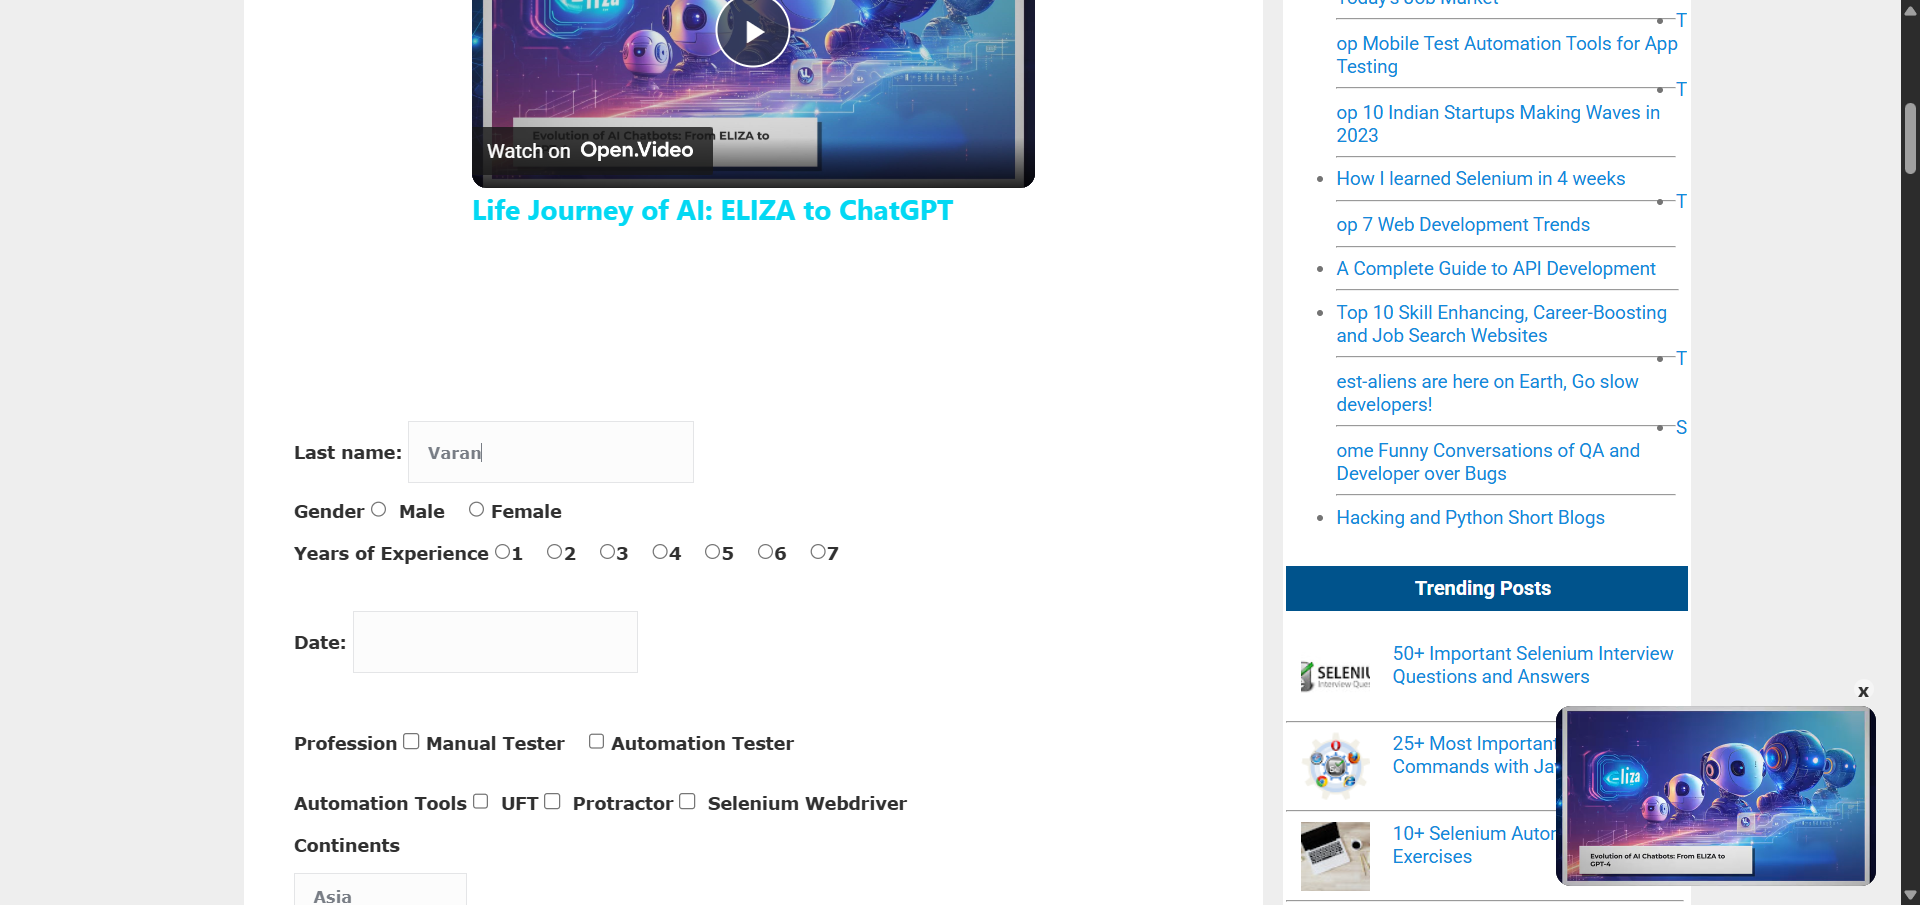 Evolution of AI Chatbots: From ELIZA to
Watch on Open.Video
Life Journey of AI: ELIZA to ChatGPT
Last name: Varan
Gender Male Female
Years of Experience 1 2 3 4 5 6 7
Date:
Profession Manual Tester Automation Tester
Automation Tools UFT Protractor Selenium Webdriver
Continents
Asia
Today's Job Market
T
op Mobile Test Automation Tools for App
Testing
T
op 10 Indian Startups Making Waves in
2023
How I learned Selenium in 4 weeks
T
op 7 Web Development Trends
A Complete Guide to API Development
Top 10 Skill Enhancing, Career-Boosting
and Job Search Websites
T
est-aliens are here on Earth, Go slow
developers!
S
ome Funny Conversations of QA and
Developer over Bugs
Hacking and Python Short Blogs
Trending Posts
SELENIU
Interview Ques
50+ Important Selenium Interview
Questions and Answers
25+ Most Important
Commands with Ja
10+ Selenium Autor
Exercises
x
e-liza
Evolution of AI Chatbots: From ELIZA to
GPT-4